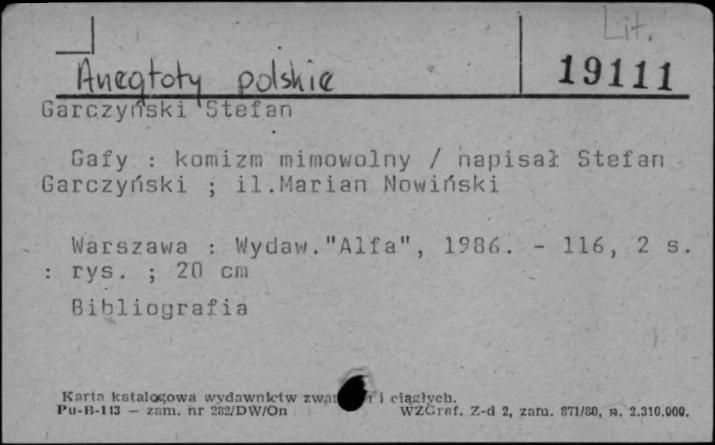 Lit.
Anegtoty polskie
19111
Garczyński Stefan
Gafy : komizm mimowolny / napisał Stefan
Garczyński ; il.Marian Nowiński
Warszawa : Wydaw."Alfa", 1986. - 116, 2 s.
: rys. ; 20 cm
Bibliografia
Karta katalogowa wydawnictw i ciągłych.
Pu-B-113 — zam. nr 282/DW/On
WZGraf. Z-d 2, zam. 871/80, n. 2.310.000.